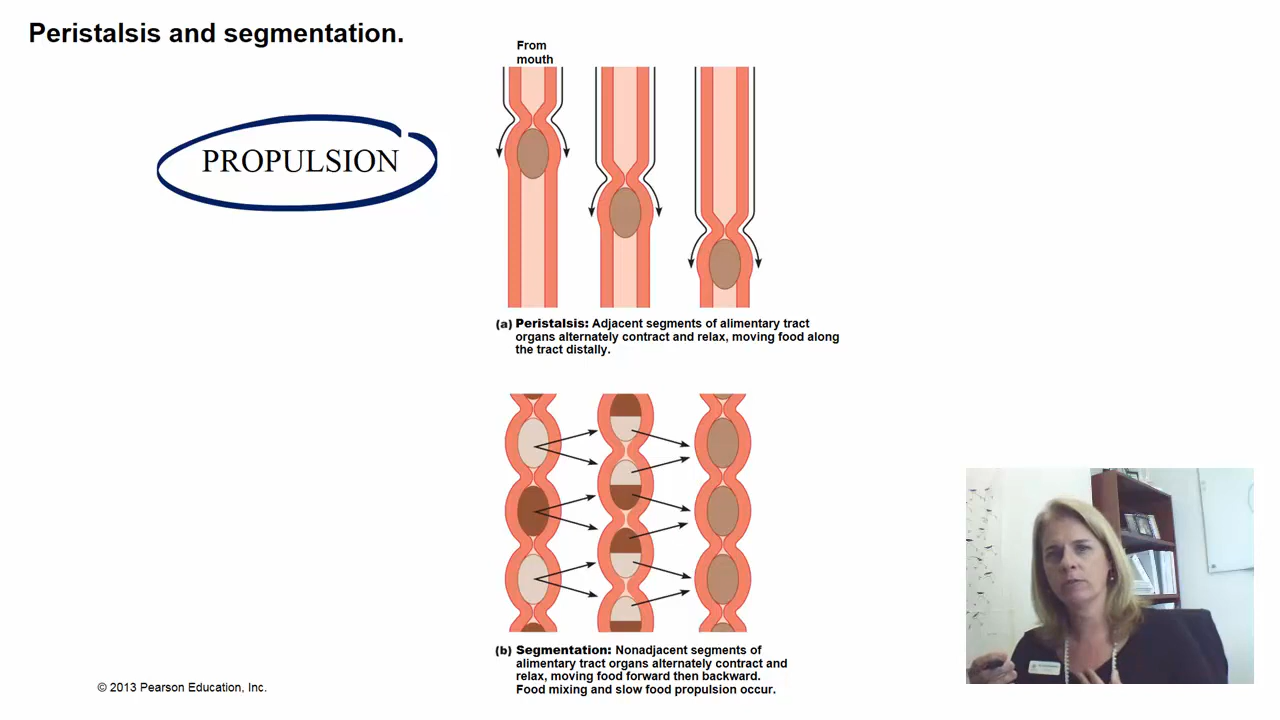 Peristalsis and segmentation.
PROPULSION
From
mouth
(a) Peristalsis: Adjacent segments of alimentary tract
organs alternately contract and relax, moving food along
the tract distally.
(b) Segmentation: Nonadjacent segments of
alimentary tract organs alternately contract and
relax, moving food forward then backward.
Food mixing and slow food propulsion occur.
© 2013 Pearson Education, Inc.